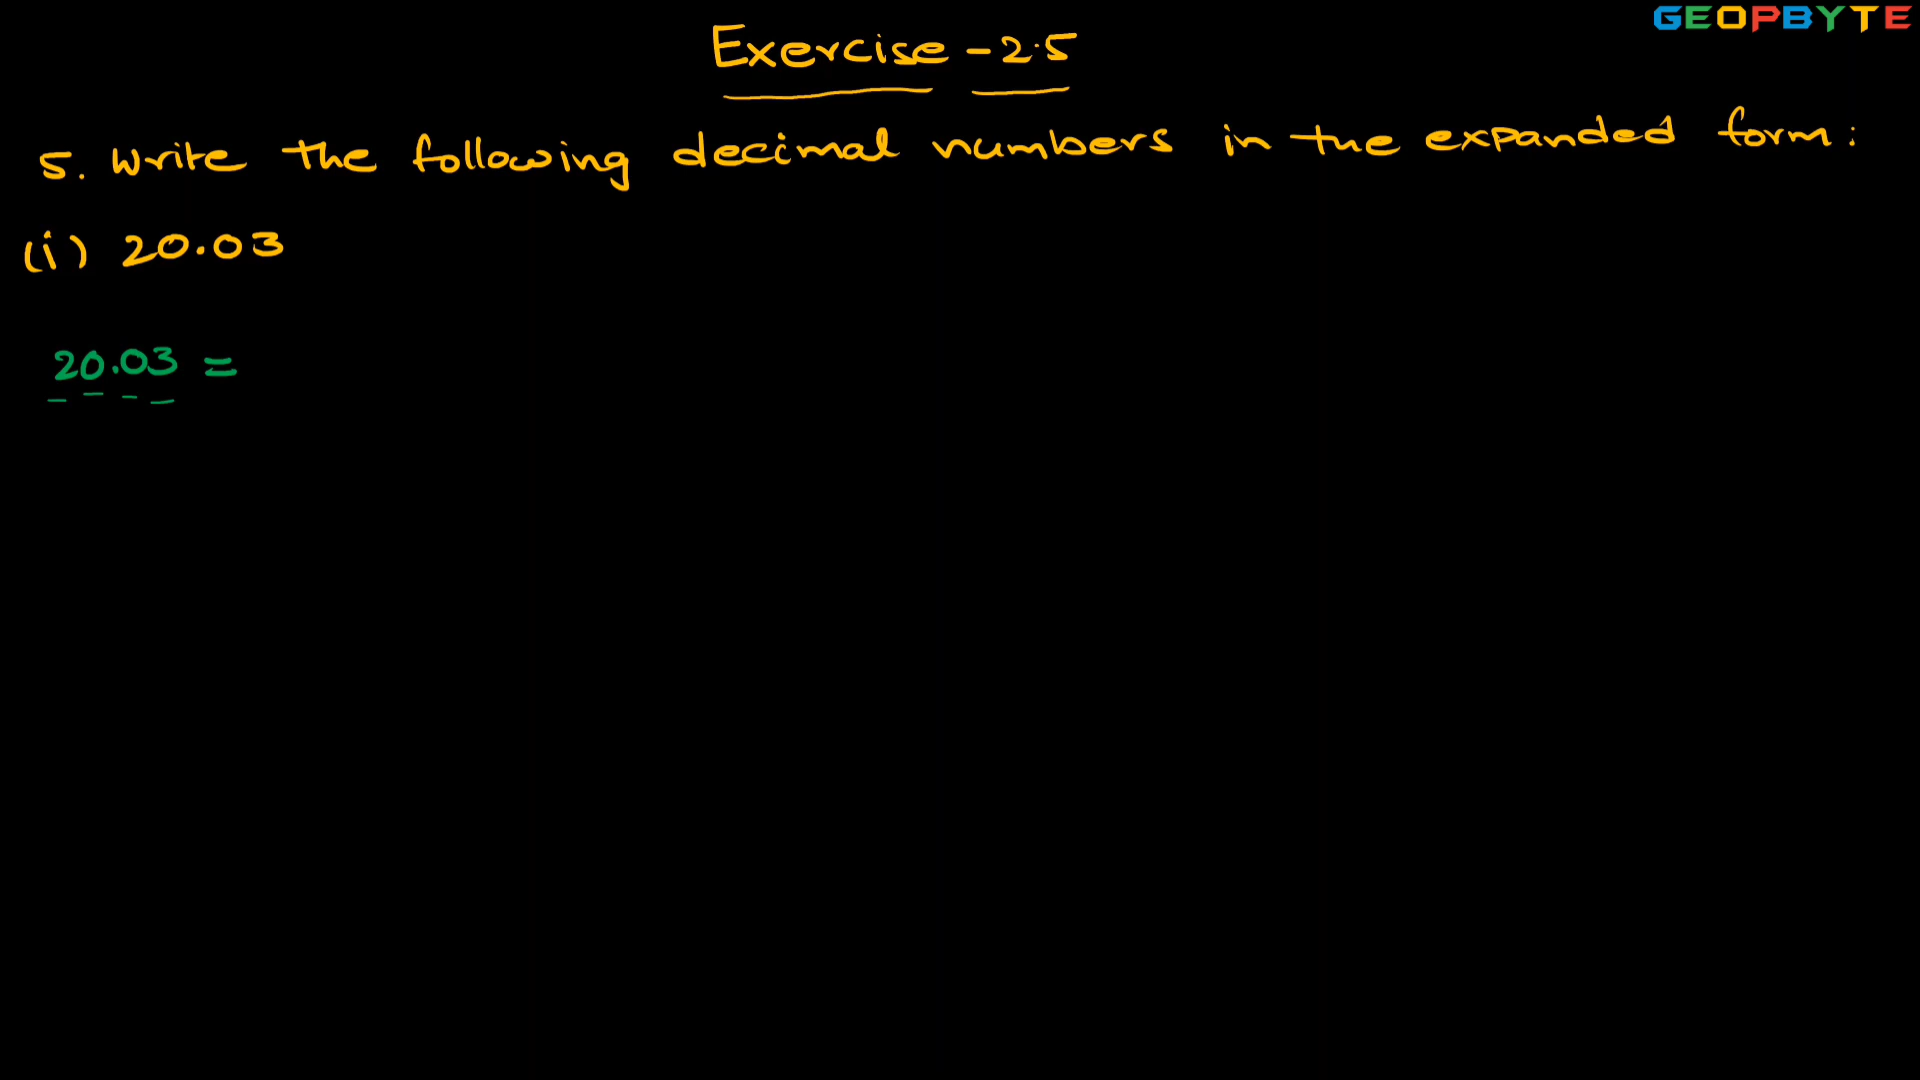 GEOPBYTE
Exercise - 2.5
5. Write the following decimal numbers in the expanded form:
(i) 20.03
20.03 =